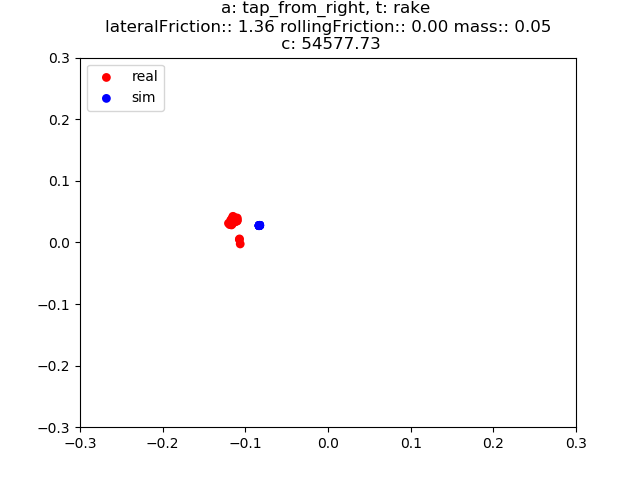 a: tap_from_right, t: rake
lateralFriction:: 1.36 rollingFriction:: 0.00 mass:: 0.05
c: 54577.73
real
sim
0.3
0.2
0.1
0.0
−0.1
−0.2
−0.3
−0.3
−0.2
−0.1
0.0
0.1
0.2
0.3